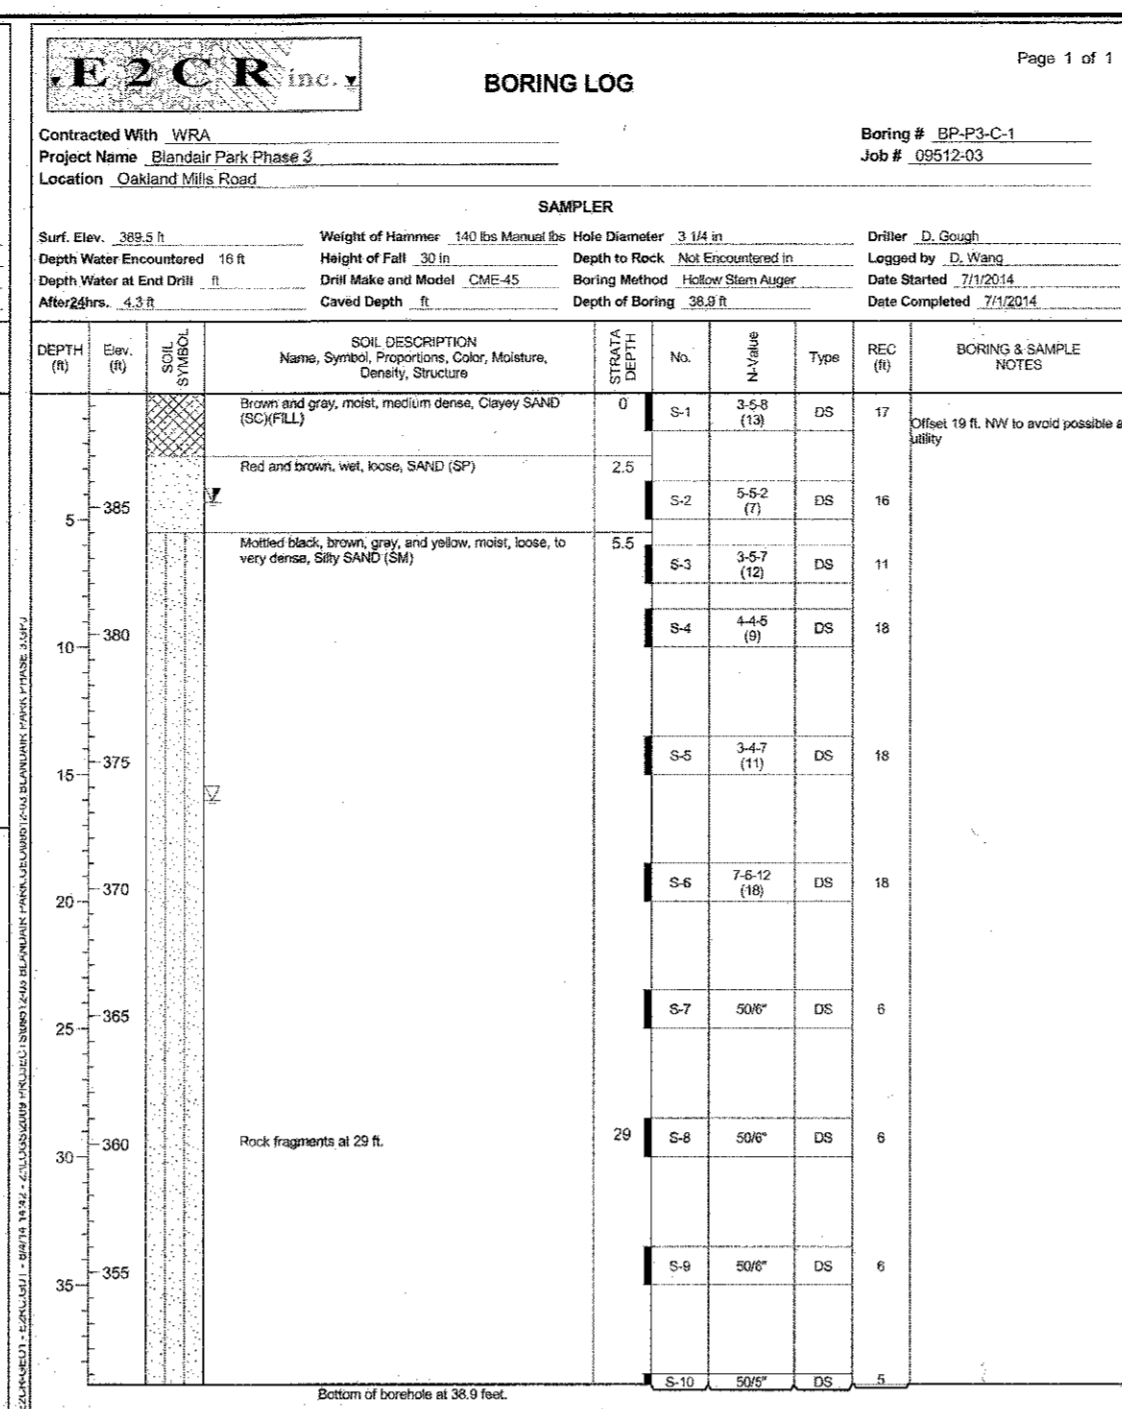 E2CR inc.
BORING LOG
Page 1 of 1
Contracted With WRA
Boring # BP-P3-C-1
Project Name Blandair Park Phase 3
Job # 09512-03
Location Oakland Mills Road
SAMPLER
Surf. Elev. 389.5 ft Weight of Hammer 140 lbs Manual lbs Hole Diameter 3 1/4 in Driller D. Gough
Depth Water Encountered 16 ft Height of Fall 30 in Depth to Rock Not Encountered in Logged by D. Wang
Depth Water at End Drill ft Drill Make and Model CME-45 Boring Method Hollow Stem Auger Date Started 7/1/2014
After24hrs. 4.3 ft Caved Depth ft Depth of Boring 38.9 ft Date Completed 7/1/2014
DEPTH (ft) Elev. (ft) SOIL SYMBOL SOIL DESCRIPTION Name, Symbol, Proportions, Color, Moisture, Density, Structure STRATA DEPTH No. N-Value Type REC (ft) BORING & SAMPLE NOTES
Brown and gray, moist, medium dense, Clayey SAND 0
(SC)(FILL)
S-1 3-5-8 (13) DS 17
Offset 19 ft. NW to avoid possible a
utility
Red and brown, wet, loose, SAND (SP) 2.5
5 385 S-2 5-5-2 (7) DS 16
Mottled black, brown, gray, and yellow, moist, loose, to 5.5
very dense, Silty SAND (SM)
S-3 3-5-7 (12) DS 11
10 380 S-4 4-4-5 (9) DS 18
15 375 S-5 3-4-7 (11) DS 18
20 370 S-6 7-6-12 (18) DS 18
25 365 S-7 50/6" DS 6
30 360 Rock fragments at 29 ft. 29 S-8 50/6" DS 6
35 355 S-9 50/6" DS 6
S-10 50/5" DS 5
Bottom of borehole at 38.9 feet.